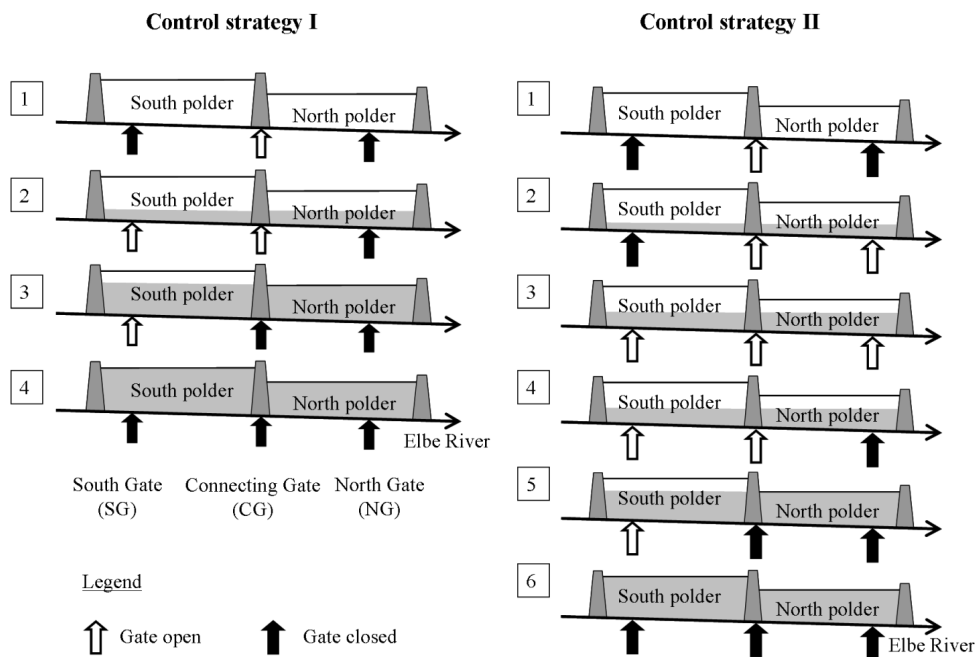 Control strategy I
1
South polder
North polder
2
South polder
North polder
3
South polder
North polder
4
South polder
North polder
Elbe River
South Gate
(SG)
Connecting Gate
(CG)
North Gate
(NG)
Legend
Gate open
Gate closed
Control strategy II
1
South polder
North polder
2
South polder
North polder
3
South polder
North polder
4
South polder
North polder
5
South polder
North polder
6
South polder
North polder
Elbe River